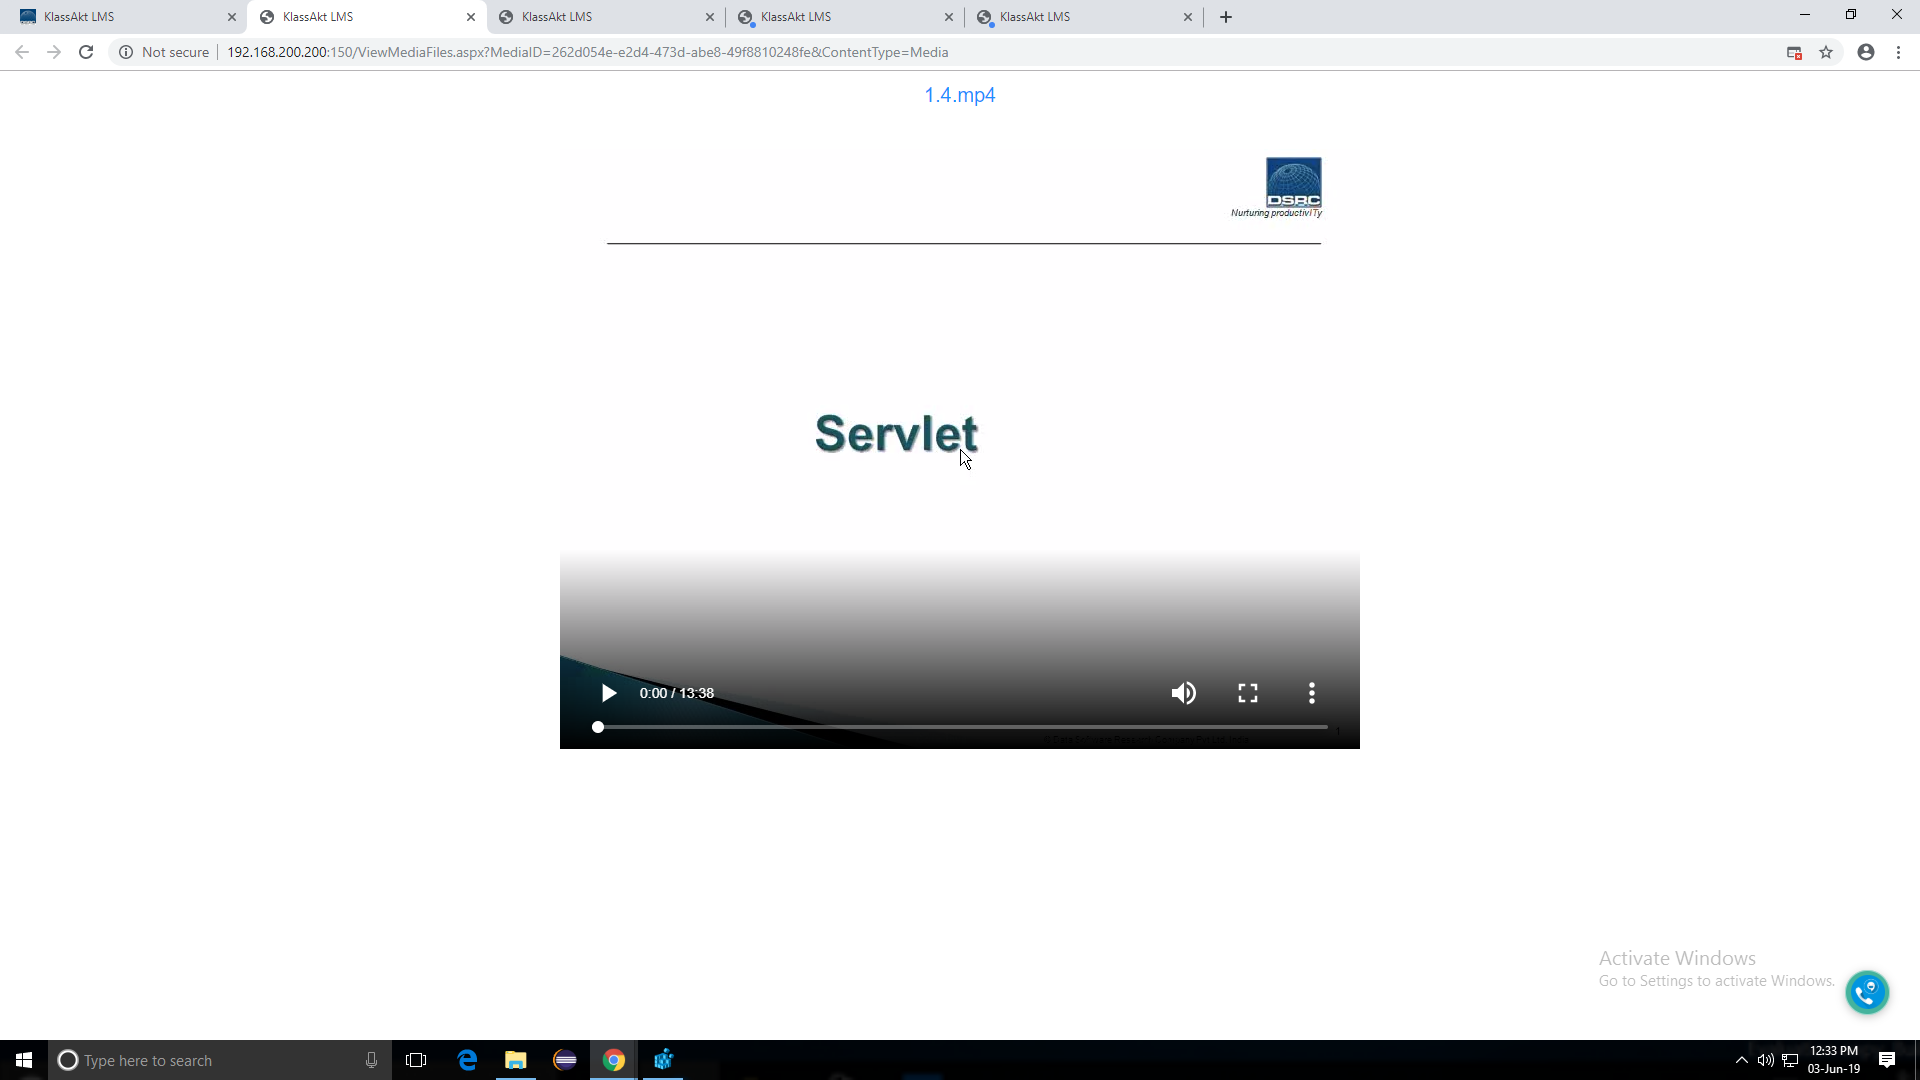 KlassAkt LMS
KlassAkt LMS
KlassAkt LMS
KlassAkt LMS
KlassAkt LMS
Not secure
192.168.200.200:150/ViewMediaFiles.aspx?MediaID=262d054e-e2d4-473d-abe8-49f8810248fe&ContentType=Media
1.4.mp4
DSRC
Nurturing productivITy
Servlet
0:00 / 13:38
1
Activate Windows
Go to Settings to activate Windows.
Type here to search
12:33 PM
03-Jun-19